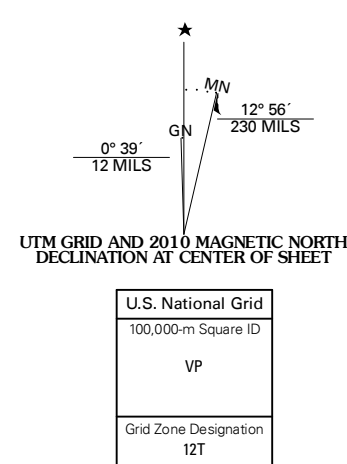 ★
MN
12° 56´
230 MILS
GN
0° 39´
12 MILS
UTM GRID AND 2010 MAGNETIC NORTH
DECLINATION AT CENTER OF SHEET
U.S. National Grid
100,000-m Square ID
VP
Grid Zone Designation
12T